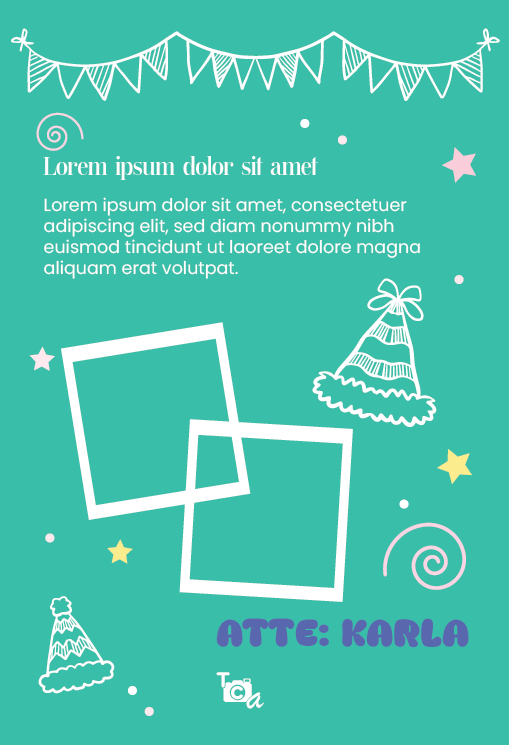 Lorem ipsum dolor sit amet
Lorem ipsum dolor sit amet, consectetuer
adipiscing elit, sed diam nonummy nibh
euismod tincidunt ut laoreet dolore magna
aliquam erat volutpat.
ATTE: KARLA
TCa